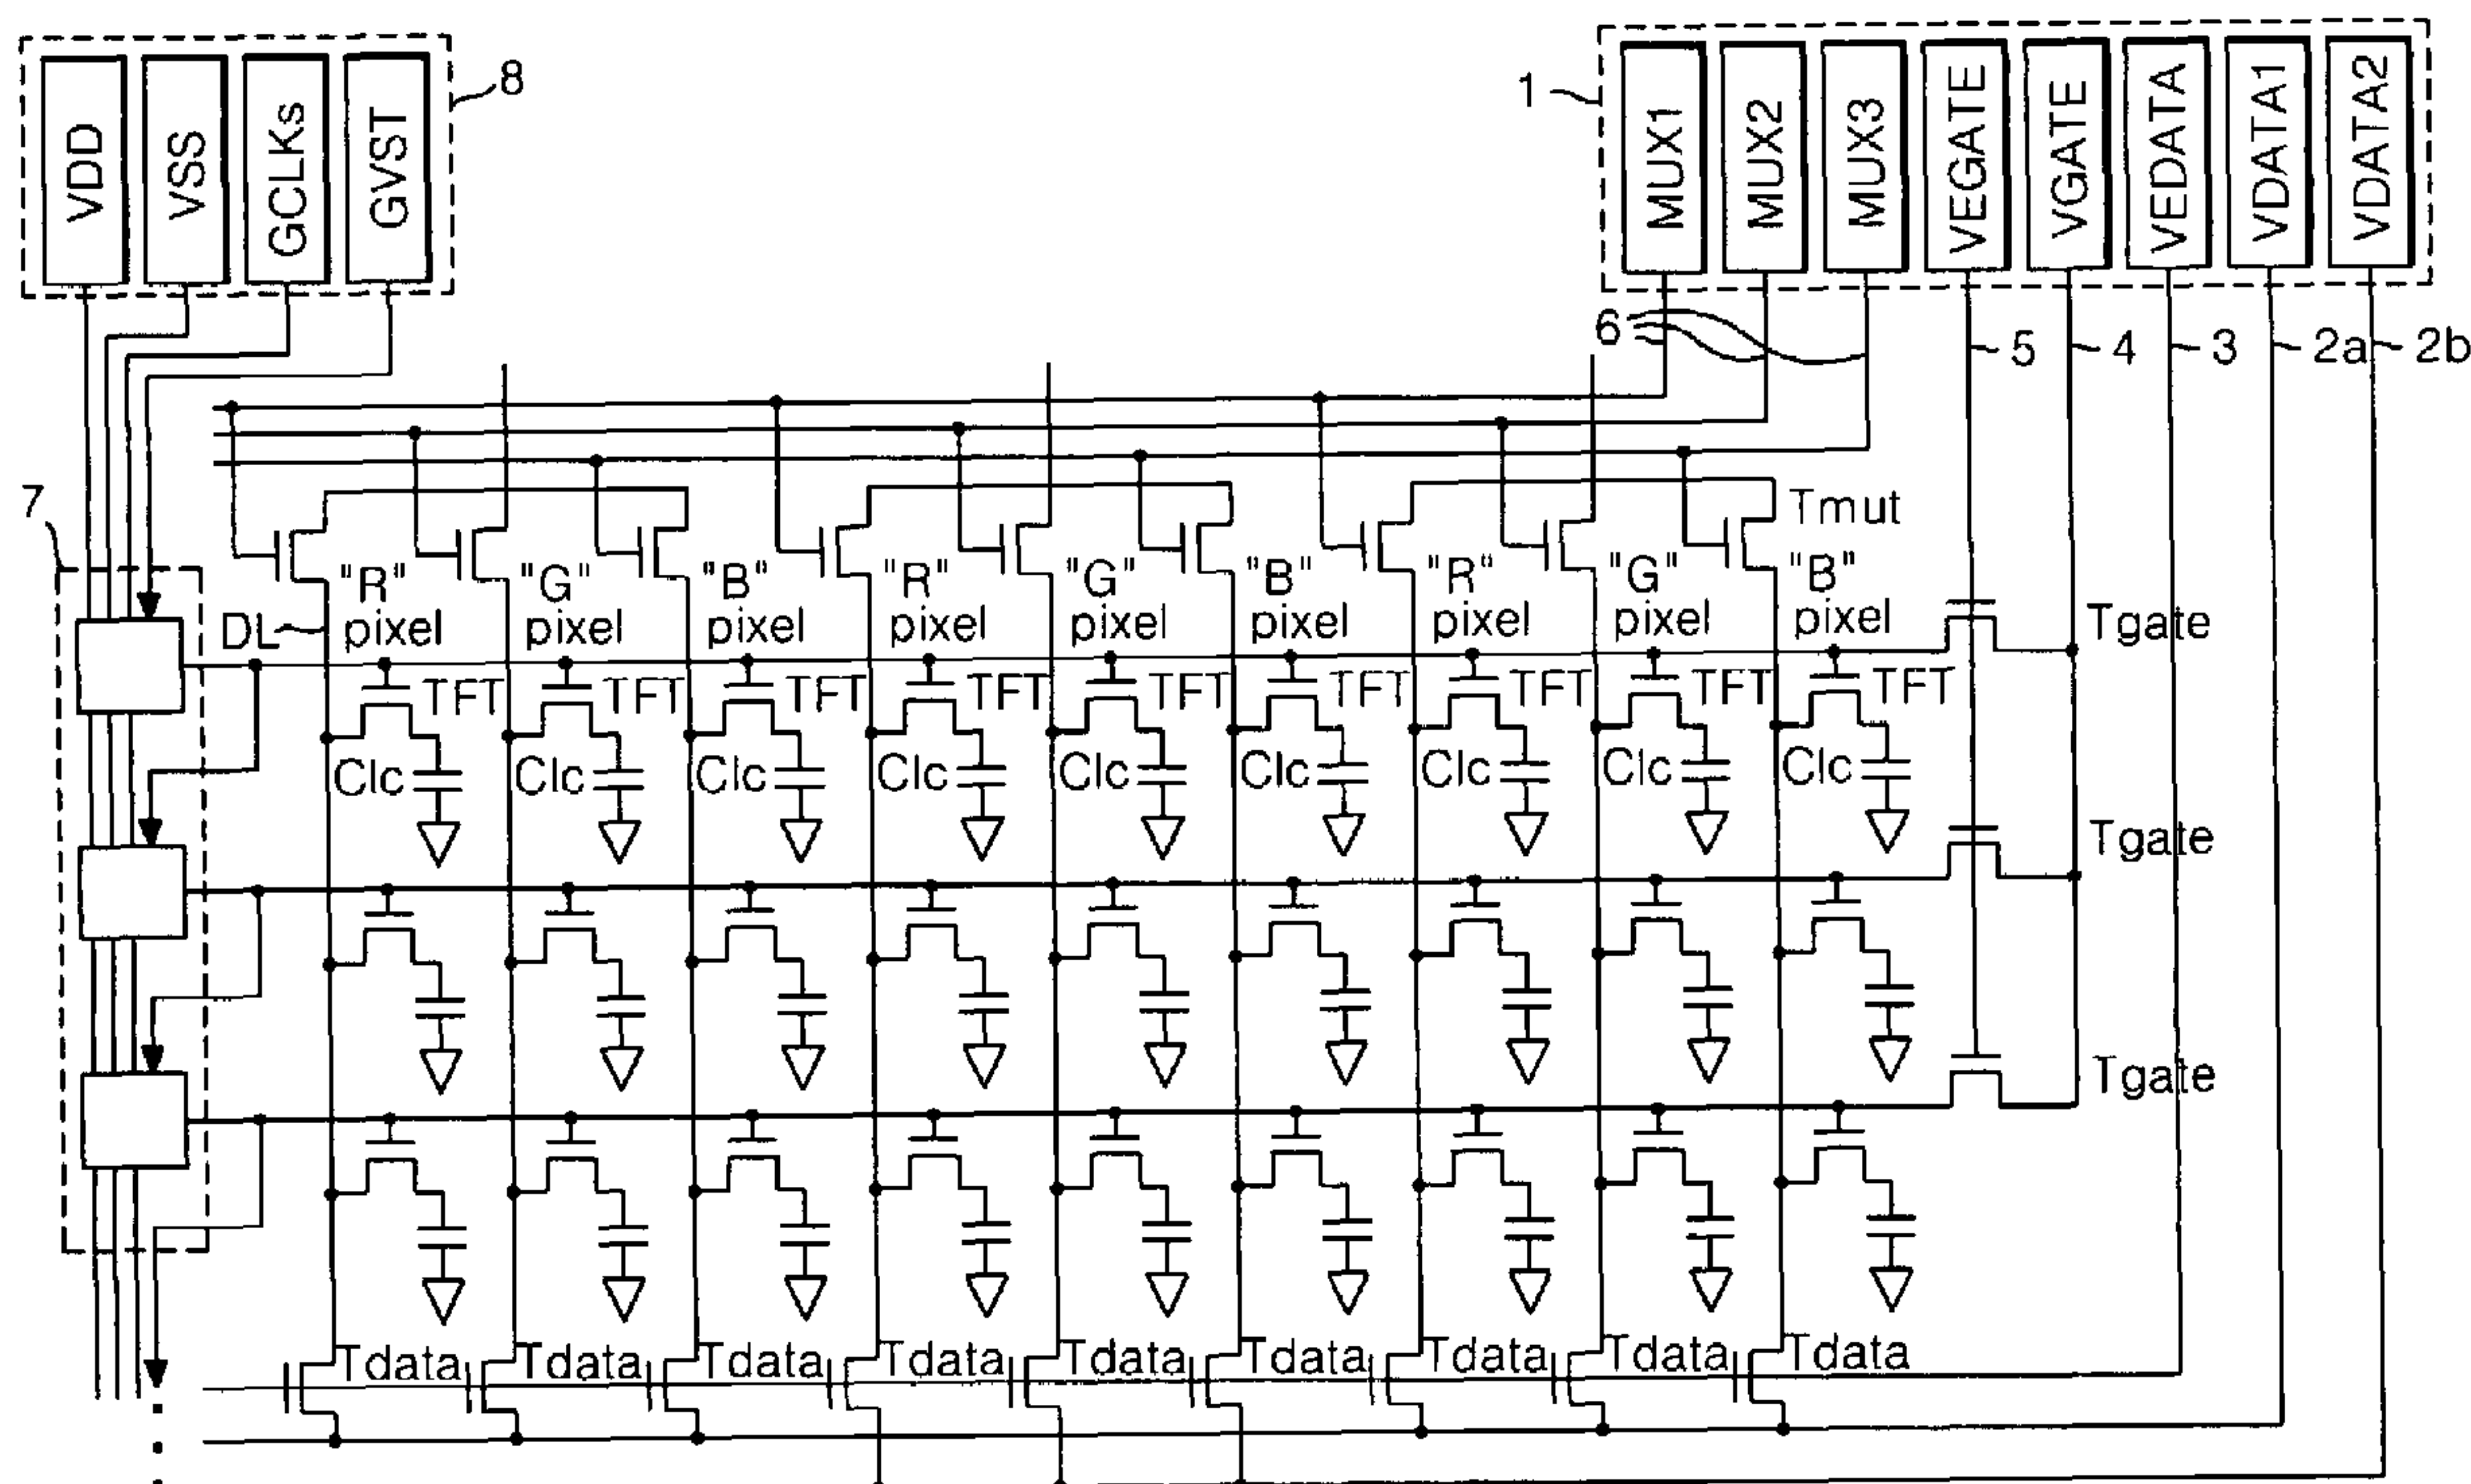 VDD
VSS
GCLKs
GVST
8
1
MUX1
MUX2
MUX3
VEGATE
VGATE
VEDATA
VDATA1
VDATA2
6
5
4
3
2a
2b
7
Tmut
"R" "G" "B" "R" "G" "B" "R" "G" "B"
DL pixel pixel pixel pixel pixel pixel pixel pixel pixel Tgate
TFT TFT TFT TFT TFT TFT TFT TFT TFT
Clc Clc Clc Clc Clc Clc Clc Clc Clc
Tgate
Tgate
Tdata Tdata Tdata Tdata Tdata Tdata Tdata Tdata Tdata